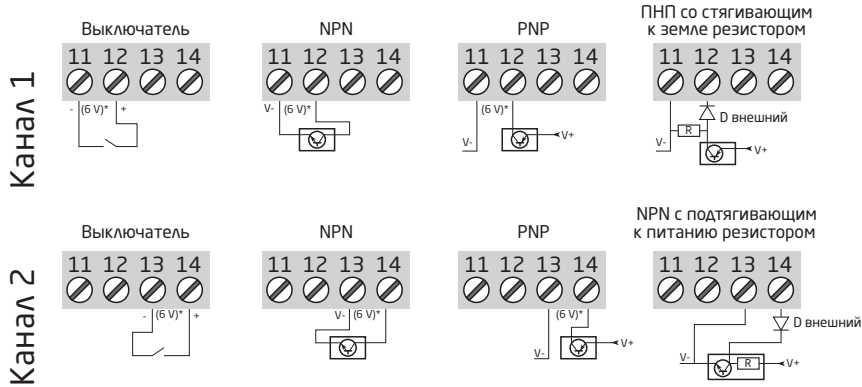 Канал 1
Выключатель
11 12 13 14
- (6 V)* +
NPN
11 12 13 14
V- (6 V)*
PNP
11 12 13 14
(6 V)*
V-
V+
ПНП со стягивающим
к земле резистором
11 12 13 14
D внешний
R
V-
V+
Канал 2
Выключатель
11 12 13 14
- (6 V)* +
NPN
11 12 13 14
V- (6 V)*
PNP
11 12 13 14
(6 V)*
V-
V+
NPN с подтягивающим
к питанию резистором
11 12 13 14
D внешний
V-
R
V+